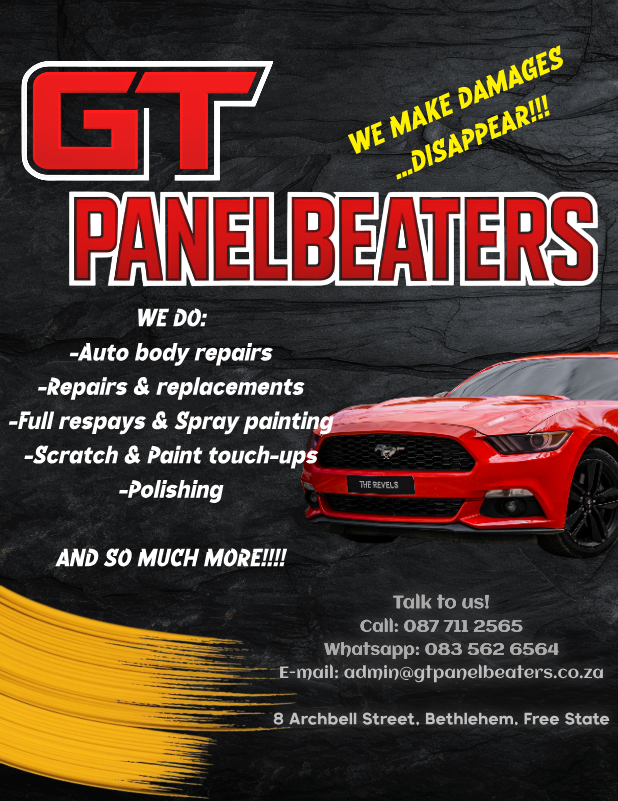 GT
WE MAKE DAMAGES
...DISAPPEAR!!!
PANELBEATERS
WE DO:
-Auto body repairs
-Repairs & replacements
-Full respays & Spray painting
-Scratch & Paint touch-ups
-Polishing
AND SO MUCH MORE!!!!
THE REVELS
Talk to us!
Call: 087 711 2565
Whatsapp: 083 562 6564
E-mail: admin@gtpanelbeaters.co.za
8 Archbell Street, Bethlehem, Free State